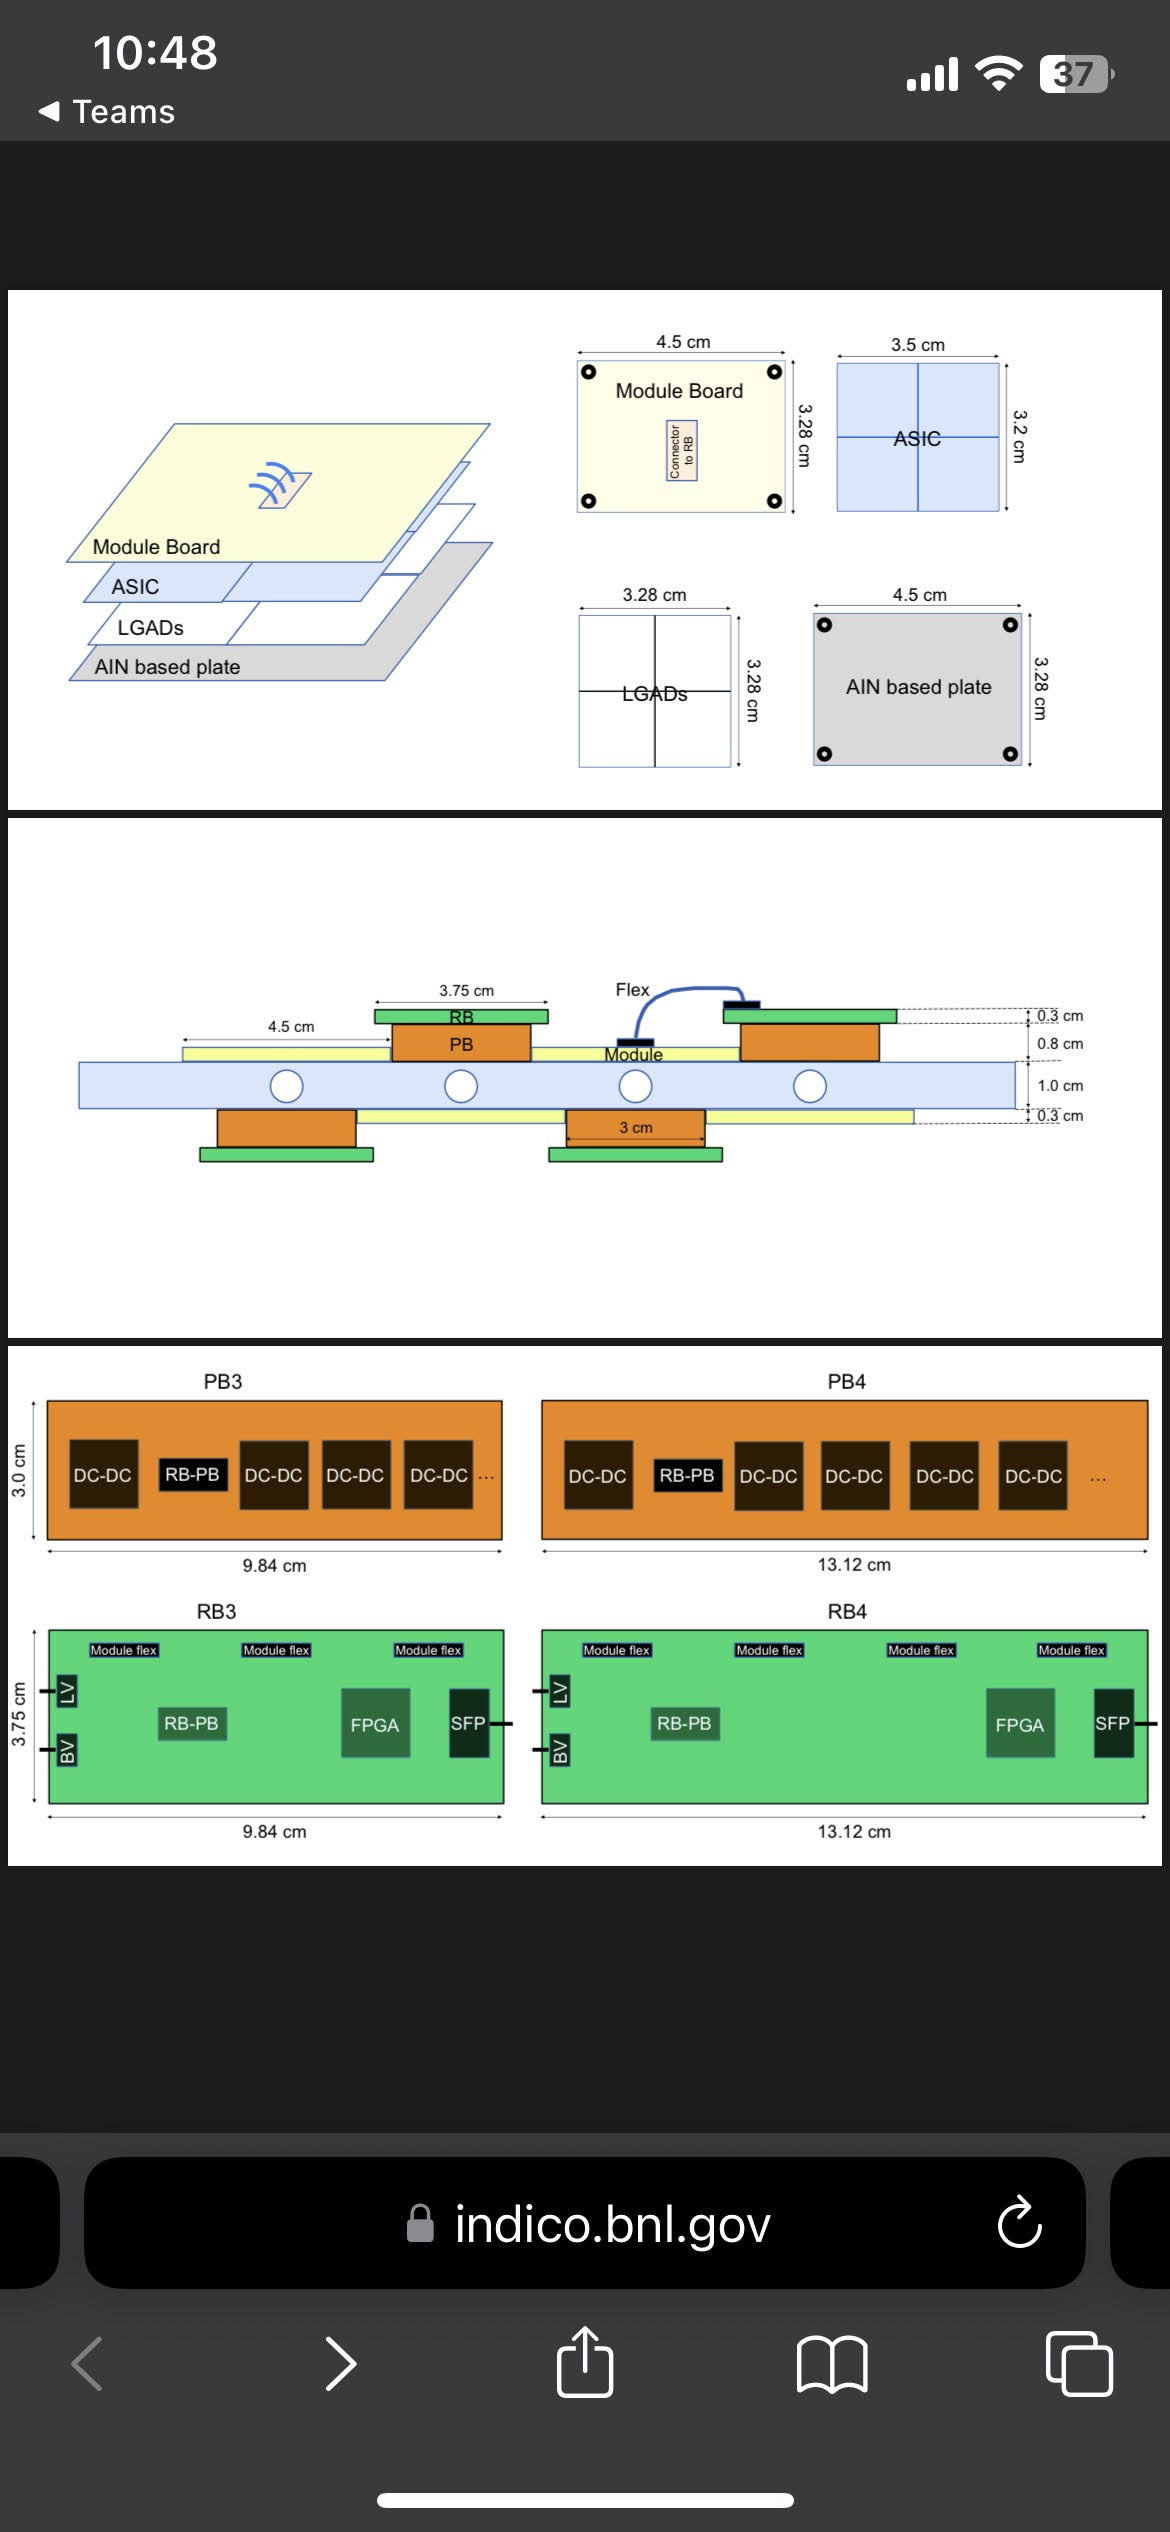 10:48
37
Teams
4.5 cm
Module Board
Connector
to RB
3.28 cm
3.5 cm
ASIC
3.2 cm
Module Board
ASIC
LGADs
AIN based plate
3.28 cm
LGADs
3.28 cm
4.5 cm
AIN based plate
3.28 cm
3.75 cm
Flex
RB
0.3 cm
4.5 cm
PB
Module
0.8 cm
1.0 cm
0.3 cm
3 cm
PB3
PB4
3.0 cm
DC-DC
RB-PB
DC-DC
DC-DC
DC-DC
...
DC-DC
RB-PB
DC-DC
DC-DC
DC-DC
DC-DC
...
9.84 cm
13.12 cm
RB3
RB4
3.75 cm
Module flex
Module flex
Module flex
LV
BV
RB-PB
FPGA
SFP
Module flex
Module flex
Module flex
Module flex
LV
BV
RB-PB
FPGA
SFP
9.84 cm
13.12 cm
indico.bnl.gov